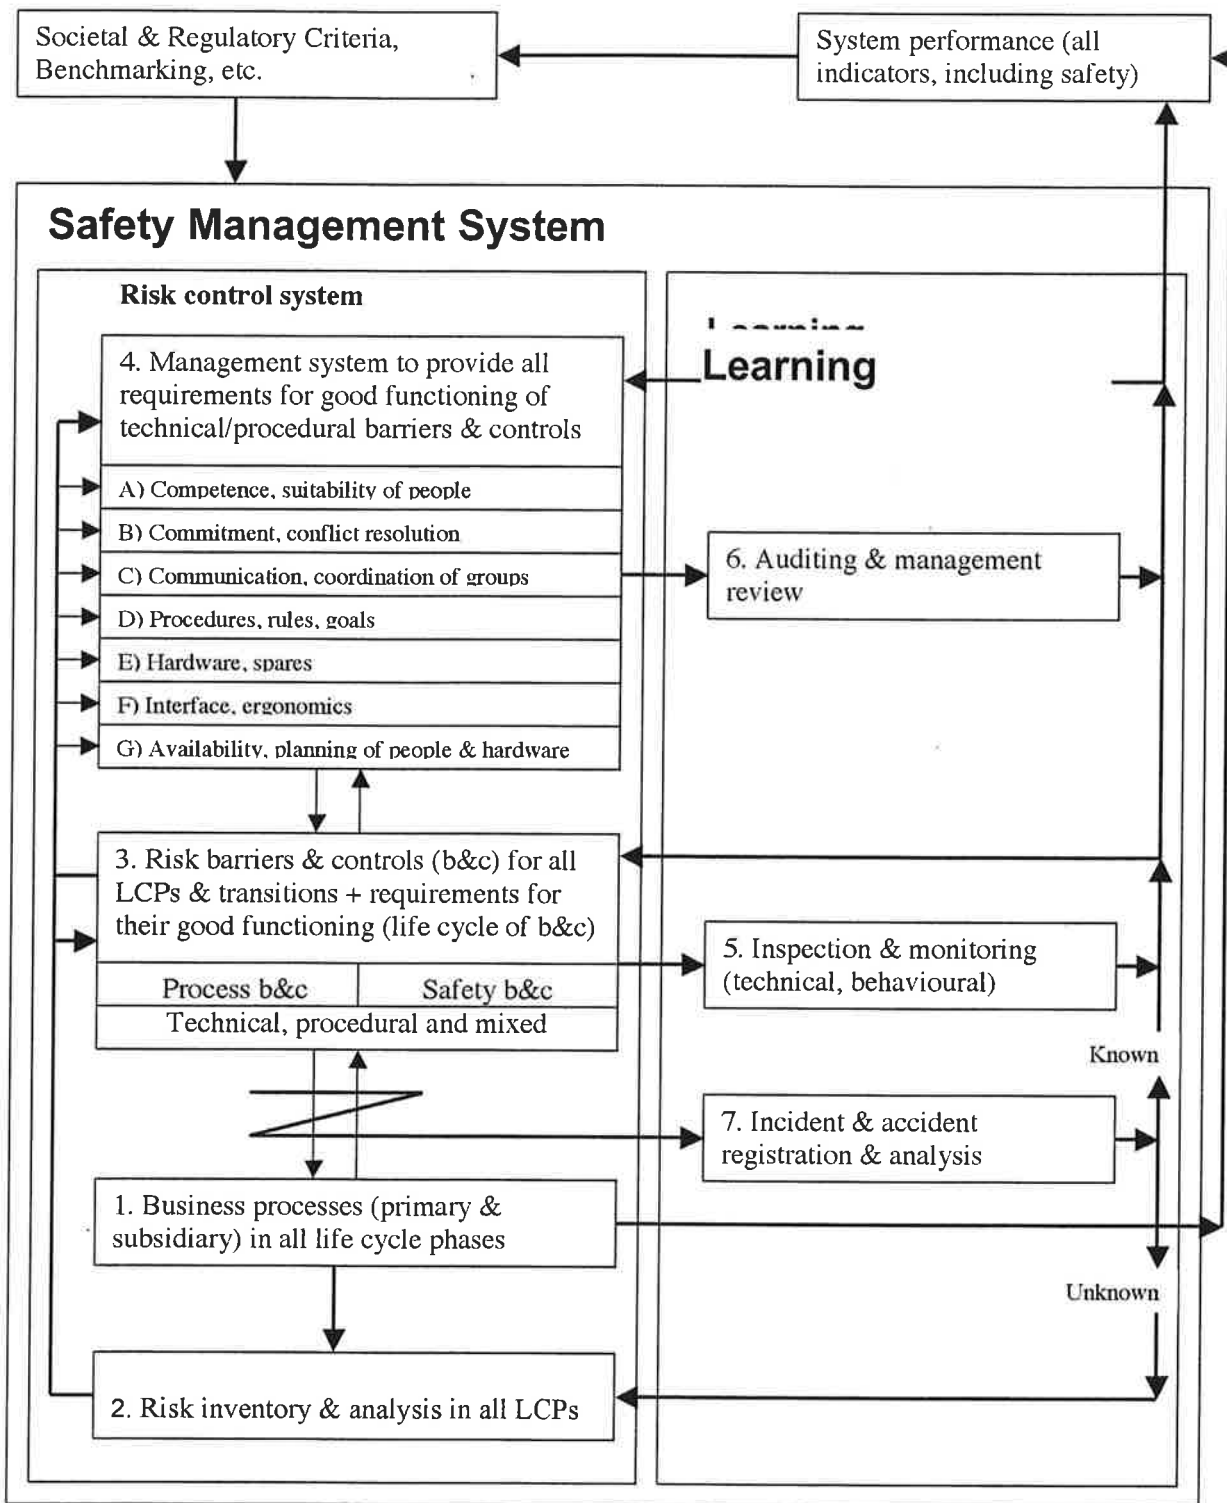 Societal & Regulatory Criteria,
Benchmarking, etc.
System performance (all
indicators, including safety)
Safety Management System
Risk control system
Learning
Learning
4. Management system to provide all
requirements for good functioning of
technical/procedural barriers & controls
A) Competence, suitability of people
B) Commitment, conflict resolution
C) Communication, coordination of groups
D) Procedures, rules, goals
E) Hardware, spares
F) Interface, ergonomics
G) Availability, planning of people & hardware
6. Auditing & management
review
3. Risk barriers & controls (b&c) for all
LCPs & transitions + requirements for
their good functioning (life cycle of b&c)
Process b&c
Safety b&c
Technical, procedural and mixed
5. Inspection & monitoring
(technical, behavioural)
Known
7. Incident & accident
registration & analysis
1. Business processes (primary &
subsidiary) in all life cycle phases
Unknown
2. Risk inventory & analysis in all LCPs